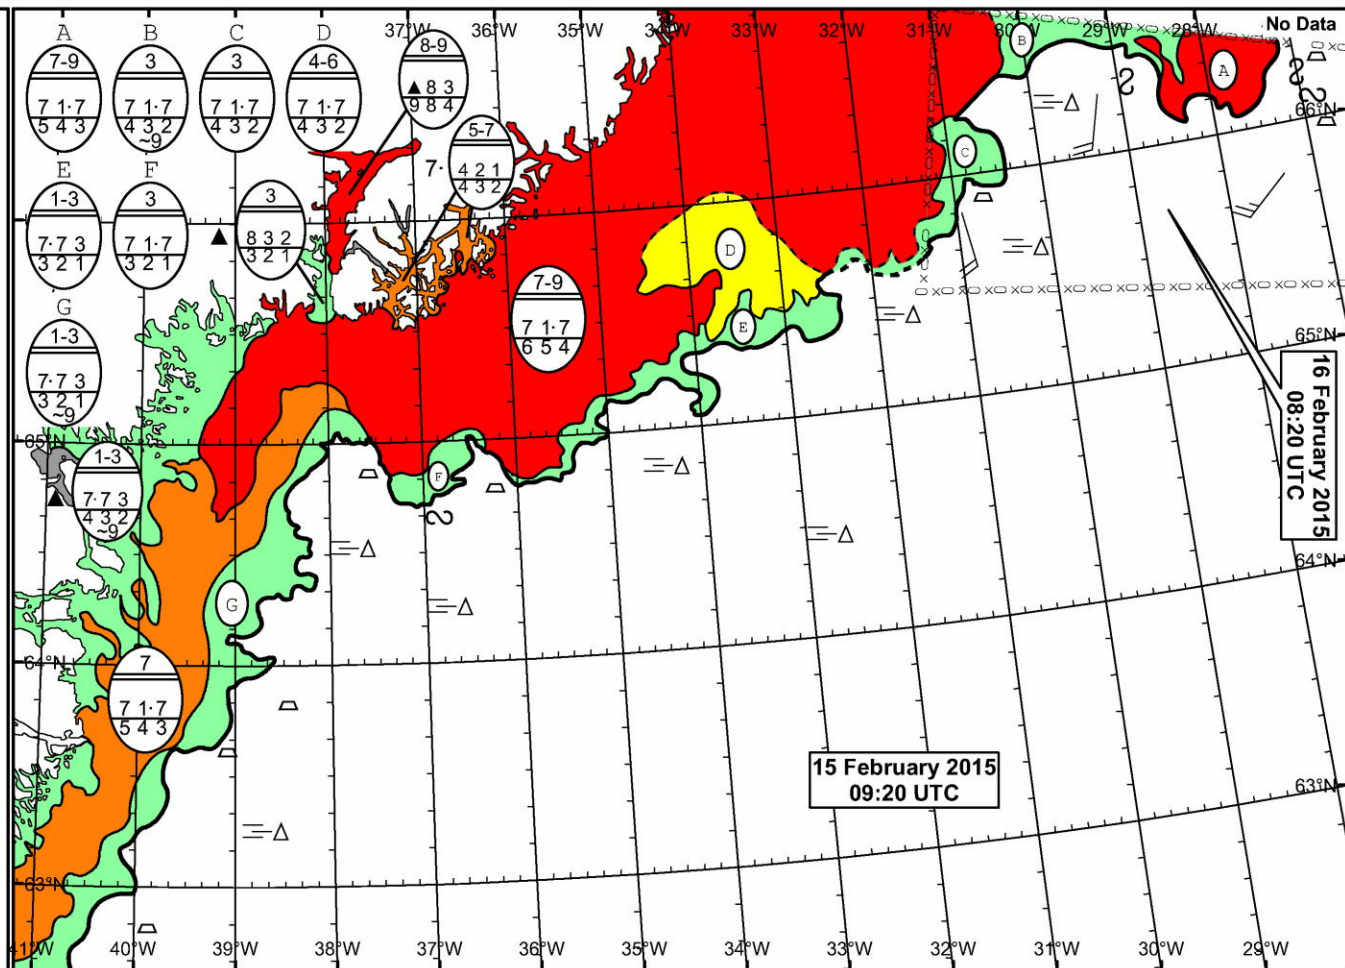 A B C D
37°W 36°W 35°W 34°W 33°W 32°W 31°W 30°W 29°W 28°W
No Data
7-9
7 1·7
5 4 3
3
7 1·7
4 3 2
~9
3
7 1·7
4 3 2
4-6
7 1·7
4 3 2
8-9
▲ 8 3
9 8 4
5-7
7·
4 2 1
4 3 2
B
A
66°N
C
E F
1-3
7·7 3
3 2 1
3
7 1·7
3 2 1
▲
3
8 3 2
3 2 1
D
7-9
7 1·7
6 5 4
E
G
1-3
7·7 3
3 2 1
~9
65°N
16 February 2015
08:20 UTC
65°N
1-3
7·7 3
4 3 2
~9
F
64°N
G
64°N
7
7 1·7
5 4 3
15 February 2015
09:20 UTC
63°N
63°N
41°W 40°W 39°W 38°W 37°W 36°W 35°W 34°W 33°W 32°W 31°W 30°W 29°W